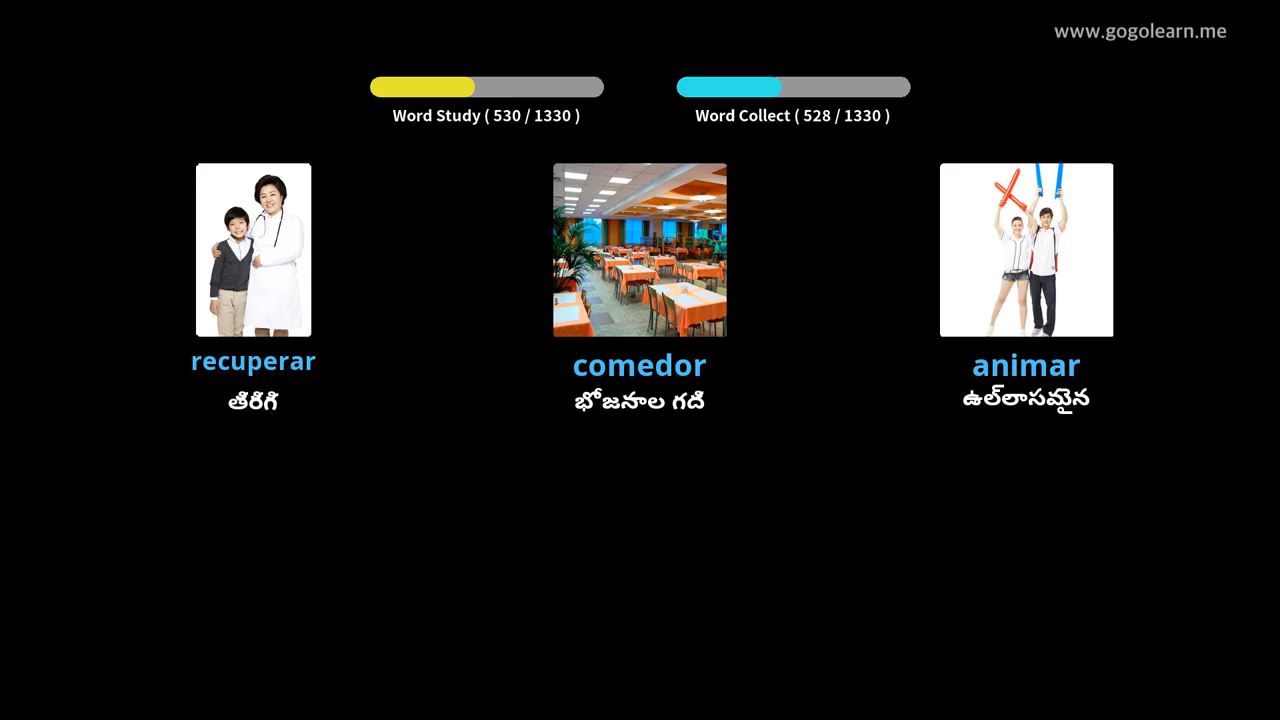 www.gogolearn.me
Word Study ( 530 / 1330 )
Word Collect ( 528 / 1330 )
recuperar
comedor
animar
తిరిగి
భోజనాల గది
ఉల్లాసమైన